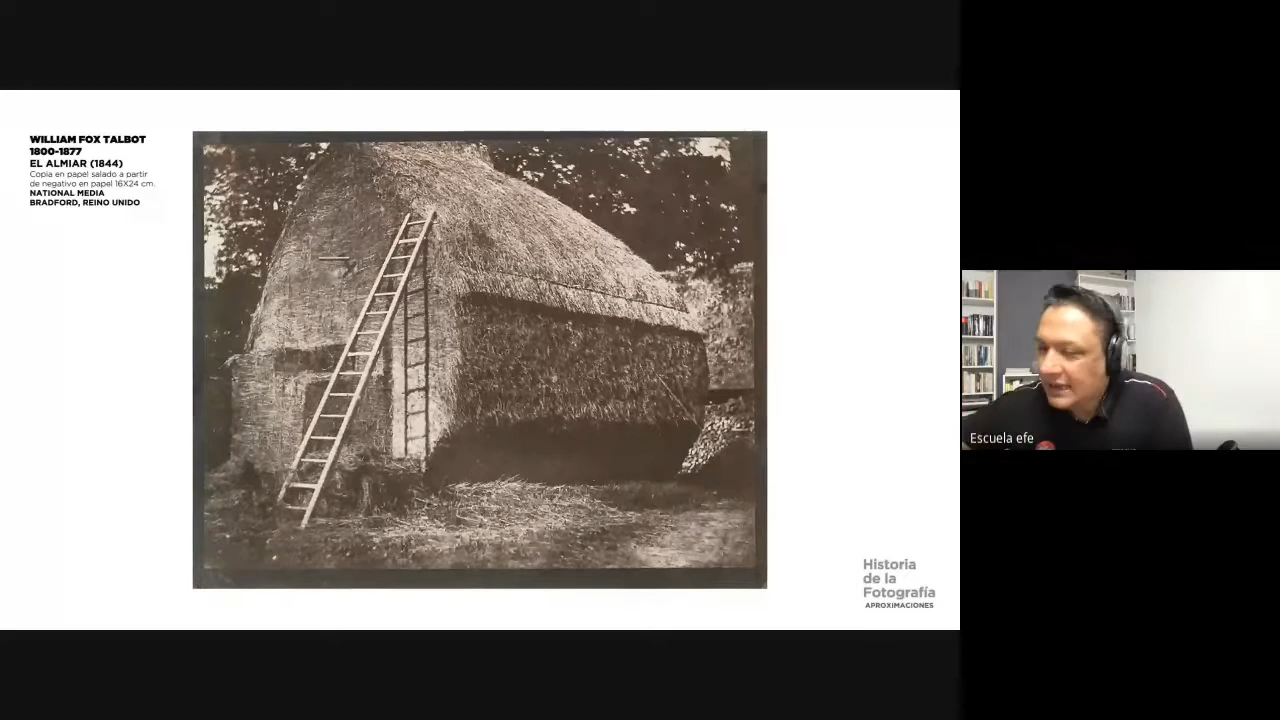 WILLIAM FOX TALBOT
1800-1877
EL ALMIAR (1844)
Copia en papel salado a partir
de negativo en papel 16X24 cm.
NATIONAL MEDIA
BRADFORD, REINO UNIDO
Historia
de la
Fotografía
APROXIMACIONES
Escuela efe